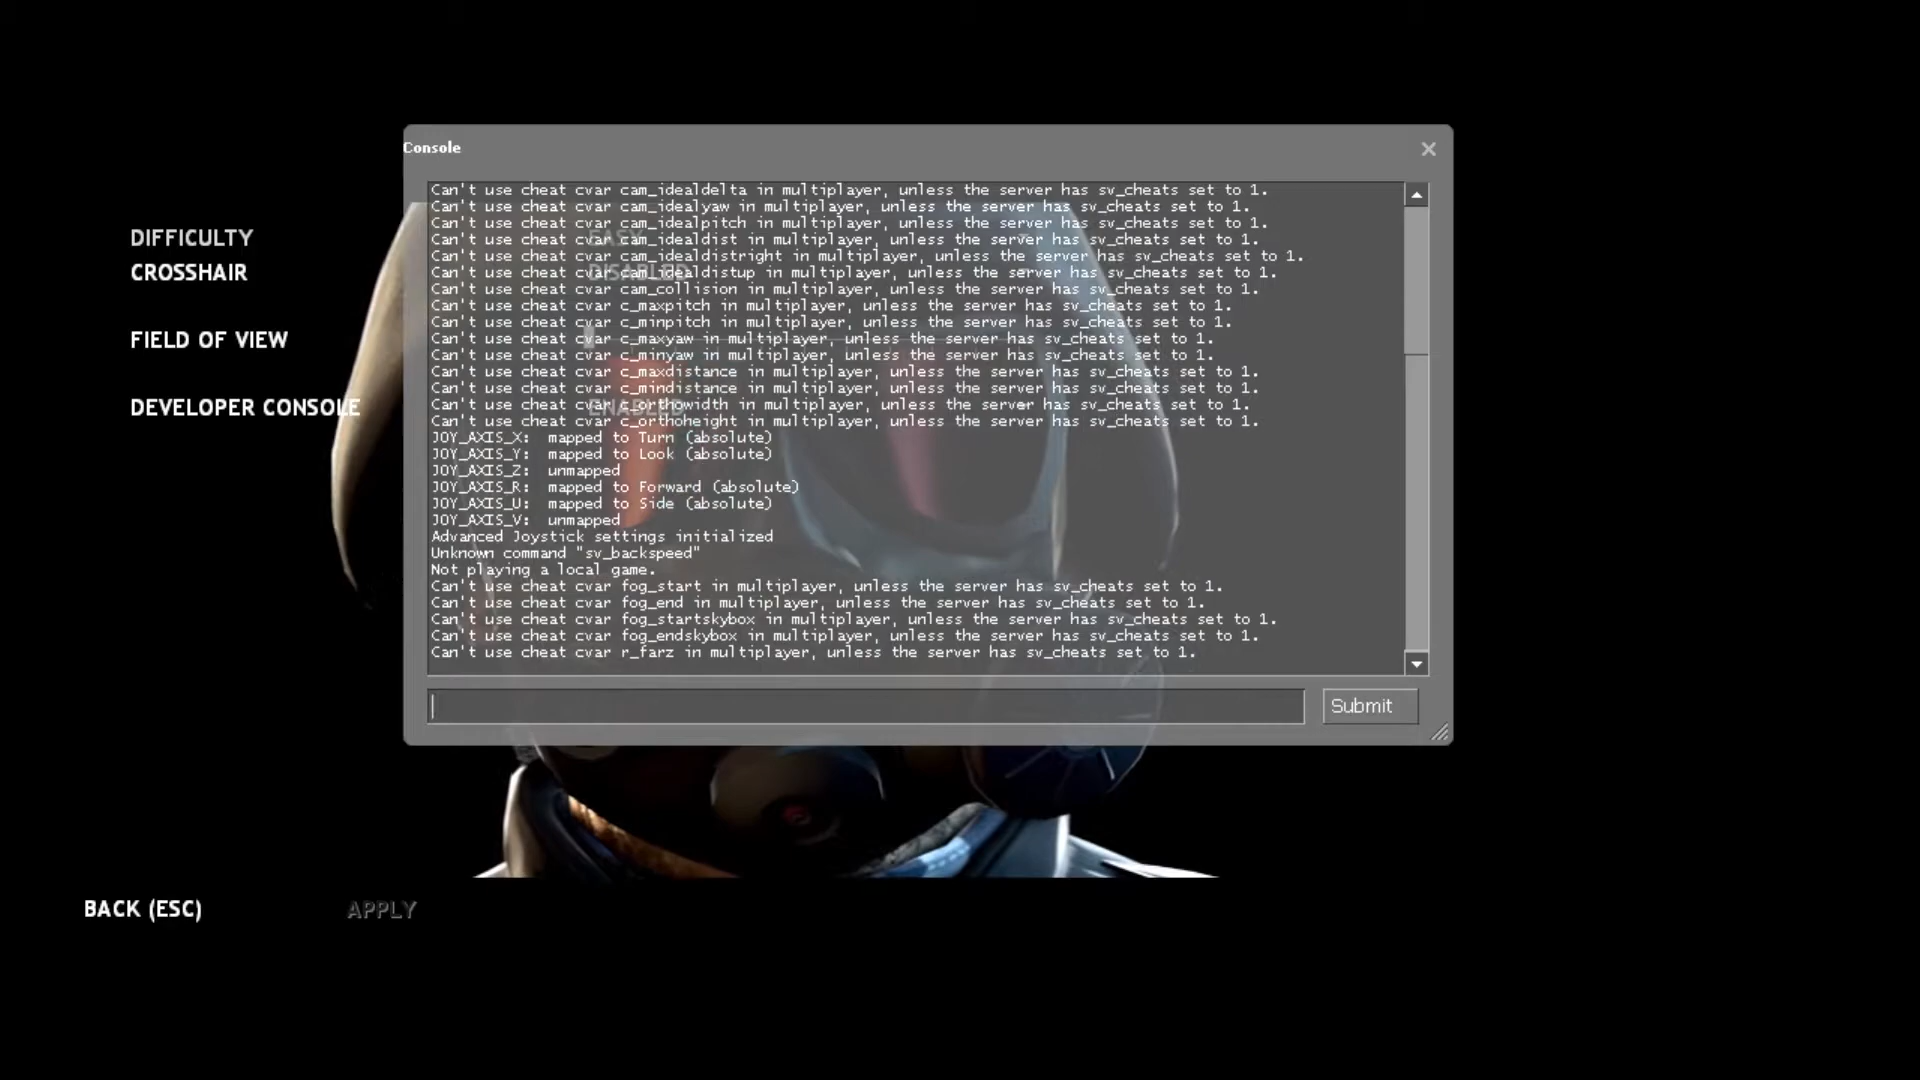 Console
Can't use cheat cvar cam_idealdelta in multiplayer, unless the server has sv_cheats set to 1.
Can't use cheat cvar cam_idealyaw in multiplayer, unless the server has sv_cheats set to 1.
Can't use cheat cvar cam_idealpitch in multiplayer, unless the server has sv_cheats set to 1.
Can't use cheat cvar cam_idealdist in multiplayer, unless the server has sv_cheats set to 1.
Can't use cheat cvar cam_idealdistright in multiplayer, unless the server has sv_cheats set to 1.
Can't use cheat cvar cam_idealdistup in multiplayer, unless the server has sv_cheats set to 1.
Can't use cheat cvar cam_collision in multiplayer, unless the server has sv_cheats set to 1.
Can't use cheat cvar c_maxpitch in multiplayer, unless the server has sv_cheats set to 1.
Can't use cheat cvar c_minpitch in multiplayer, unless the server has sv_cheats set to 1.
Can't use cheat cvar c_maxyaw in multiplayer, unless the server has sv_cheats set to 1.
Can't use cheat cvar c_minyaw in multiplayer, unless the server has sv_cheats set to 1.
Can't use cheat cvar c_maxdistance in multiplayer, unless the server has sv_cheats set to 1.
Can't use cheat cvar c_mindistance in multiplayer, unless the server has sv_cheats set to 1.
Can't use cheat cvar c_orthowidth in multiplayer, unless the server has sv_cheats set to 1.
Can't use cheat cvar c_orthoheight in multiplayer, unless the server has sv_cheats set to 1.
JOY_AXIS_X: mapped to Turn (absolute)
JOY_AXIS_Y: mapped to Look (absolute)
JOY_AXIS_Z: unmapped
JOY_AXIS_R: mapped to Forward (absolute)
JOY_AXIS_U: mapped to Side (absolute)
JOY_AXIS_V: unmapped
Advanced Joystick settings initialized
Unknown command "sv_backspeed"
Not playing a local game.
Can't use cheat cvar fog_start in multiplayer, unless the server has sv_cheats set to 1.
Can't use cheat cvar fog_end in multiplayer, unless the server has sv_cheats set to 1.
Can't use cheat cvar fog_startskybox in multiplayer, unless the server has sv_cheats set to 1.
Can't use cheat cvar fog_endskybox in multiplayer, unless the server has sv_cheats set to 1.
Can't use cheat cvar r_farz in multiplayer, unless the server has sv_cheats set to 1.
Submit
DIFFICULTY EASY
CROSSHAIR DISABLED
FIELD OF VIEW
DEVELOPER CONSOLE ENABLED
BACK (ESC) APPLY